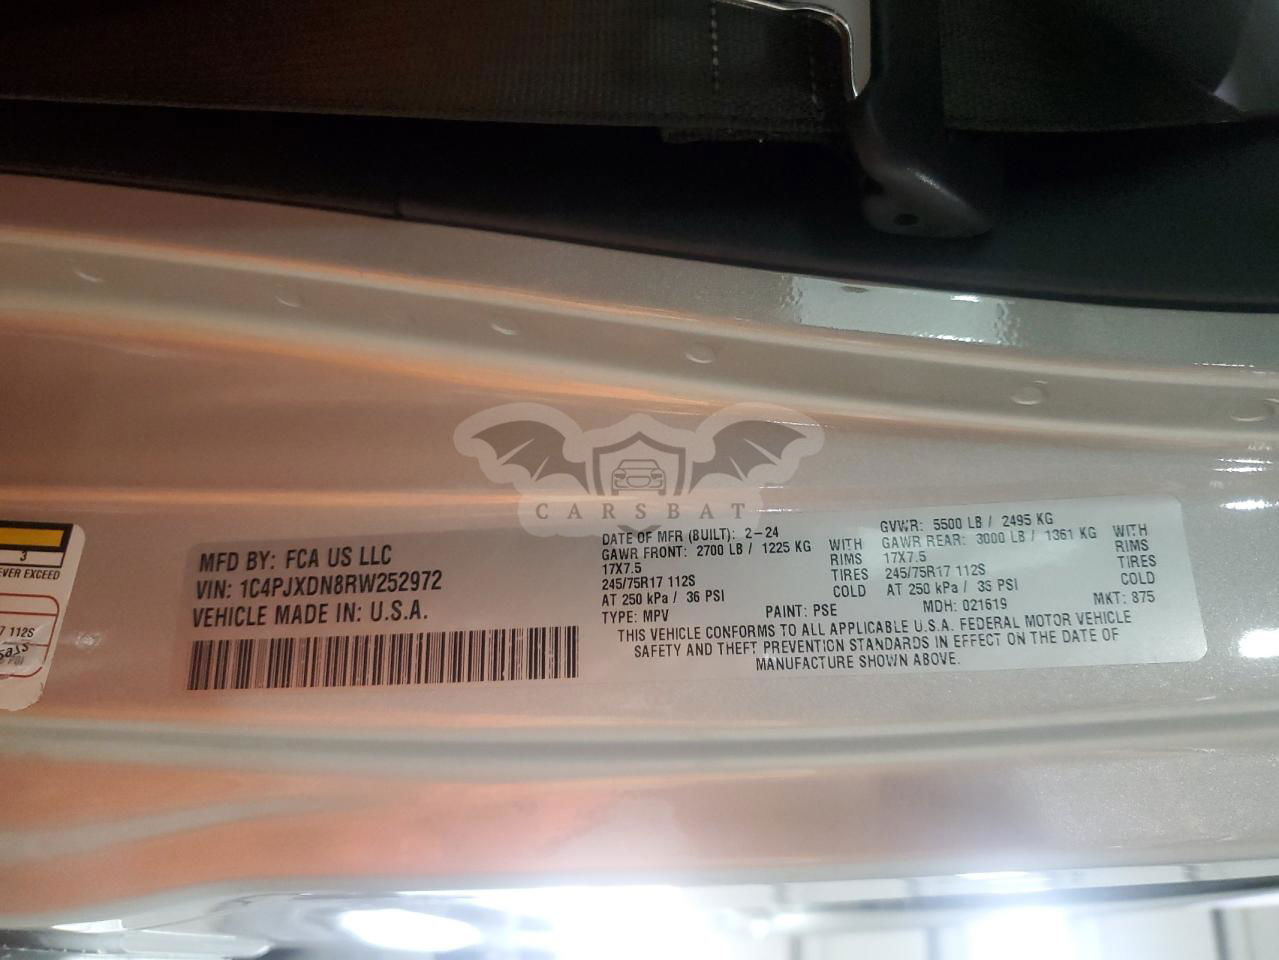 CARSBAT
MFD BY: FCA US LLC
VIN: 1C4PJXDN8RW252972
VEHICLE MADE IN: U.S.A.
DATE OF MFR (BUILT): 2-24
GVWR: 5500 LB / 2495 KG
GAWR FRONT: 2700 LB / 1225 KG WITH
GAWR REAR: 3000 LB / 1361 KG WITH
17X7.5 RIMS
17X7.5 RIMS
245/75R17 112S TIRES
245/75R17 112S TIRES
AT 250 kPa / 36 PSI COLD
AT 250 kPa / 36 PSI COLD
TYPE: MPV PAINT: PSE MDH: 021619 MKT: 875
THIS VEHICLE CONFORMS TO ALL APPLICABLE U.S.A. FEDERAL MOTOR VEHICLE
SAFETY AND THEFT PREVENTION STANDARDS IN EFFECT ON THE DATE OF
MANUFACTURE SHOWN ABOVE.
3
EVER EXCEED
7 112S